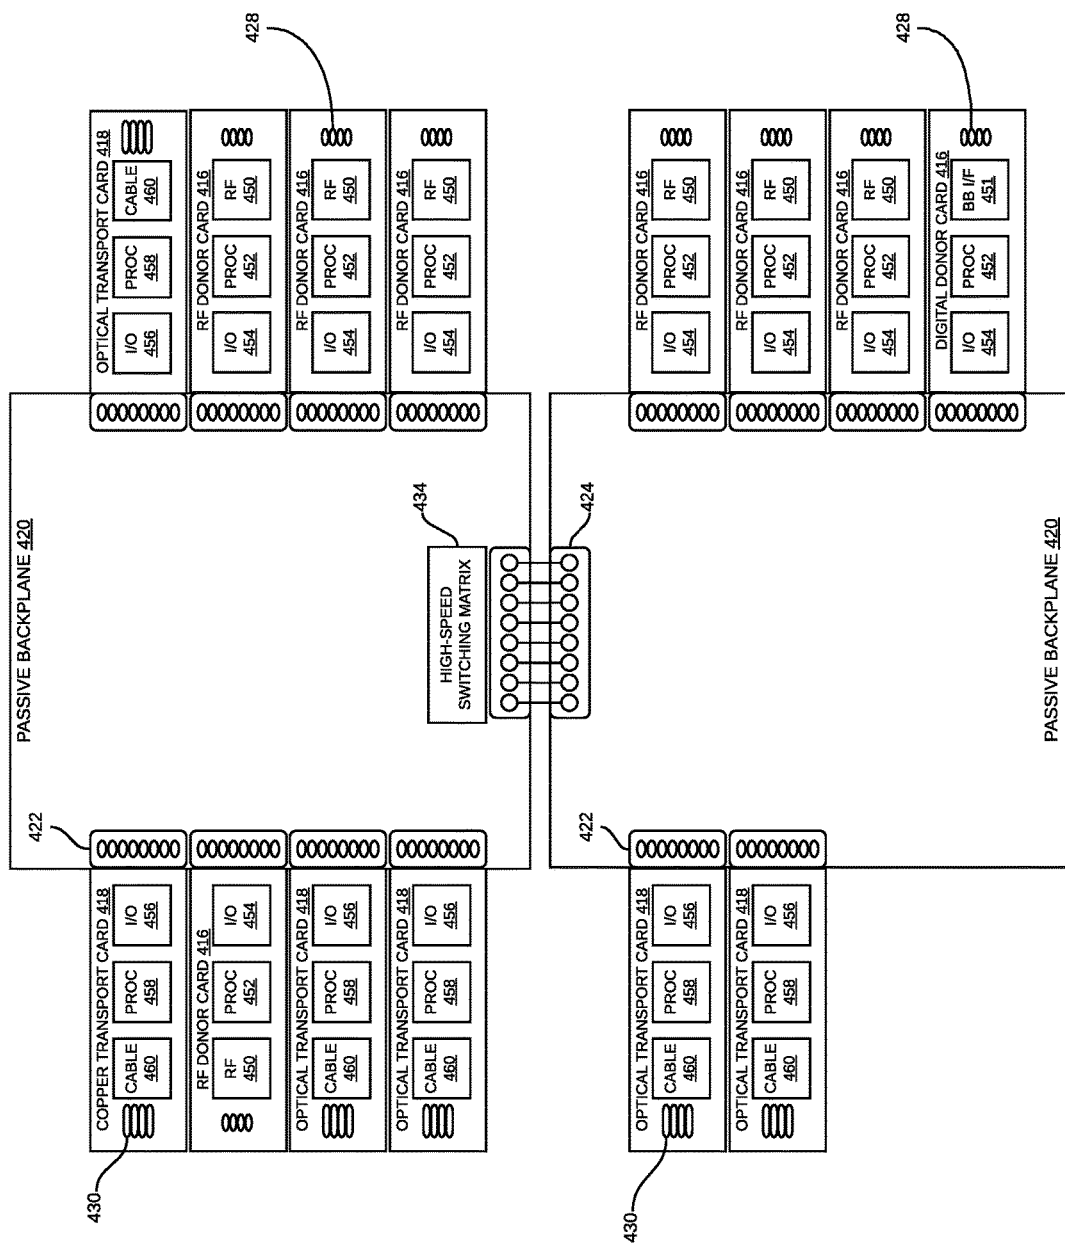 PASSIVE BACKPLANE 420
430
422
COPPER TRANSPORT CARD 418
CABLE
460
PROC
458
I/O
456
OPTICAL TRANSPORT CARD 418
I/O
456
PROC
458
CABLE
460
RF DONOR CARD 416
RF
450
PROC
452
I/O
454
RF DONOR CARD 416
I/O
454
PROC
452
RF
450
428
OPTICAL TRANSPORT CARD 418
CABLE
460
PROC
458
I/O
456
RF DONOR CARD 416
I/O
454
PROC
452
RF
450
OPTICAL TRANSPORT CARD 418
CABLE
460
PROC
458
I/O
456
RF DONOR CARD 416
I/O
454
PROC
452
RF
450
434
HIGH-SPEED
SWITCHING MATRIX
424
430
422
OPTICAL TRANSPORT CARD 418
CABLE
460
PROC
458
I/O
456
RF DONOR CARD 416
I/O
454
PROC
452
RF
450
OPTICAL TRANSPORT CARD 418
CABLE
460
PROC
458
I/O
456
RF DONOR CARD 416
I/O
454
PROC
452
RF
450
RF DONOR CARD 416
I/O
454
PROC
452
RF
450
428
DIGITAL DONOR CARD 416
I/O
454
PROC
452
BB I/F
451
PASSIVE BACKPLANE 420